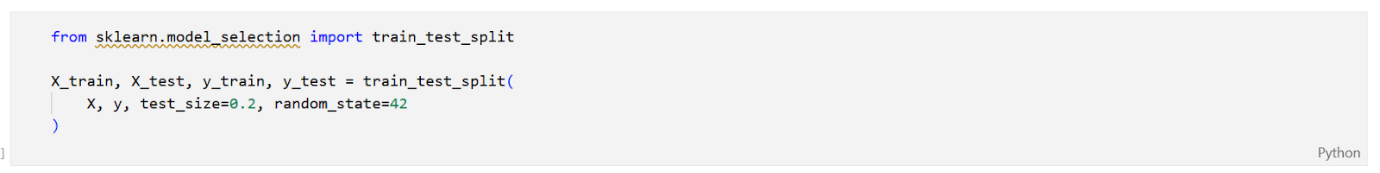 from sklearn.model_selection import train_test_split
X_train, X_test, y_train, y_test = train_test_split(
    X, y, test_size=0.2, random_state=42
)
]
Python